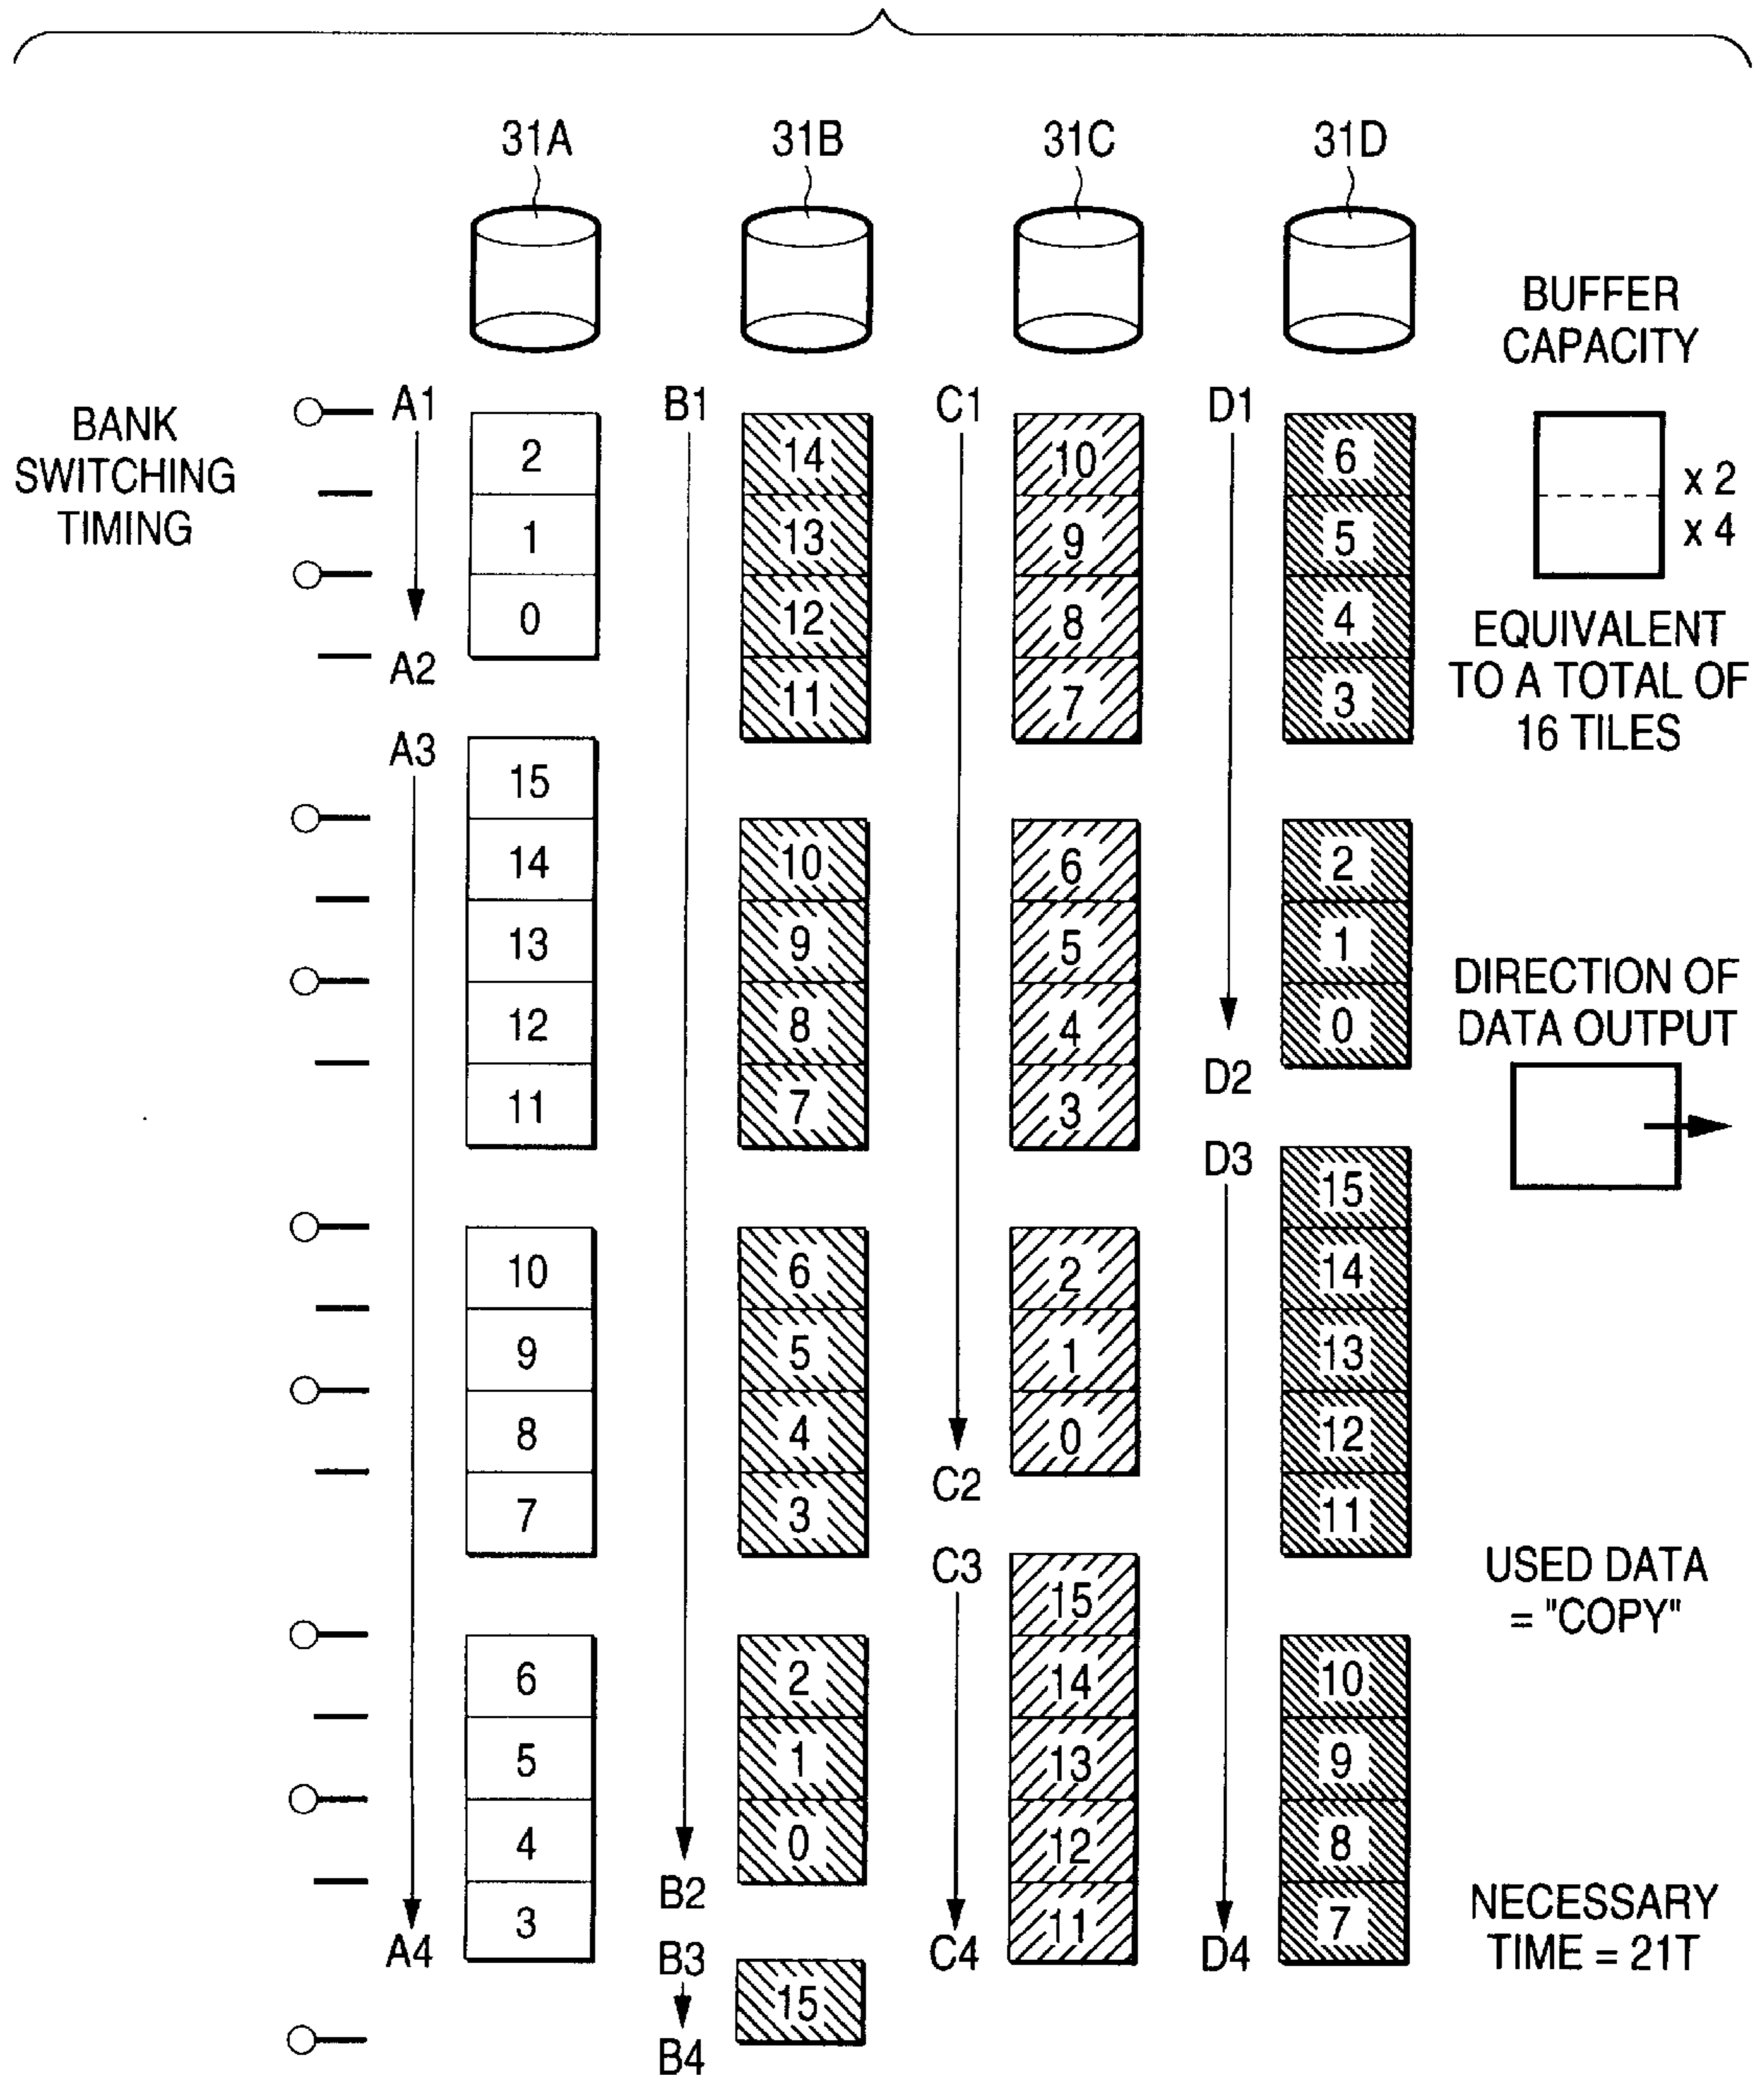 31A 31B 31C 31D
BUFFER
CAPACITY
BANK
SWITCHING
TIMING
A1 B1 C1 D1
2 14 10 6
x 2
1 13 9 5
x 4
0 12 8 4
EQUIVALENT
TO A TOTAL OF
16 TILES
A2
11 7 3
A3
15
14 10 6 2
13 9 5 1
DIRECTION OF
DATA OUTPUT
12 8 4 0
D2
11 7 3
D3
15
10 6 2 14
9 5 1 13
8 4 0 12
C2
7 3 11
C3
15
USED DATA
= "COPY"
6 2 14 10
5 1 13 9
4 0 12 8
B2
3 11 7
NECESSARY
TIME = 21T
A4 B3 C4 D4
15
B4